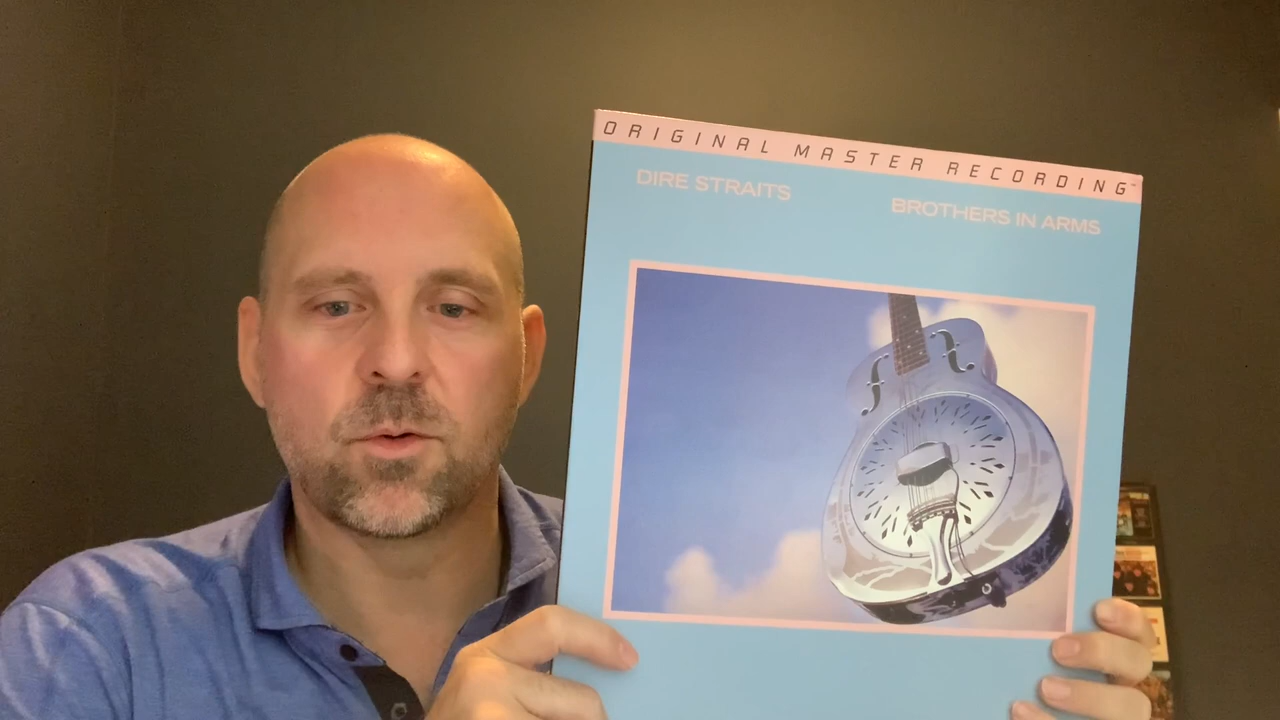 ORIGINAL MASTER RECORDING™
DIRE STRAITS
BROTHERS IN ARMS